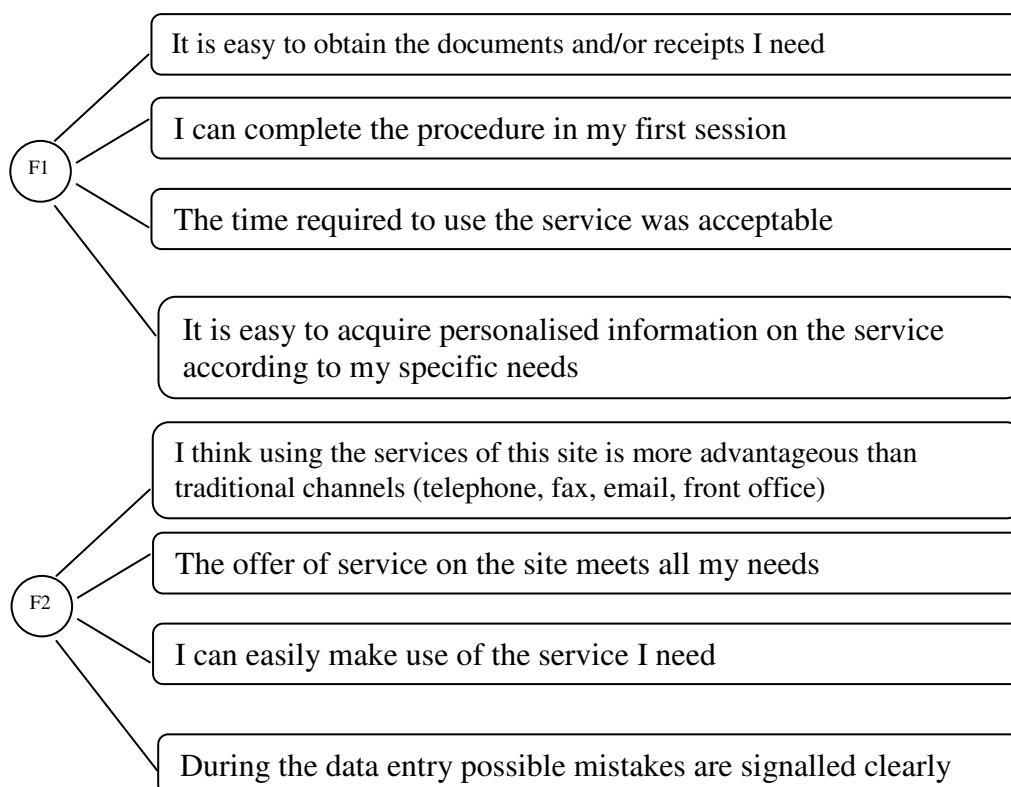 It is easy to obtain the documents and/or receipts I need
I can complete the procedure in my first session
F1
The time required to use the service was acceptable
It is easy to acquire personalised information on the service
according to my specific needs
I think using the services of this site is more advantageous than
traditional channels (telephone, fax, email, front office)
The offer of service on the site meets all my needs
F2
I can easily make use of the service I need
During the data entry possible mistakes are signalled clearly